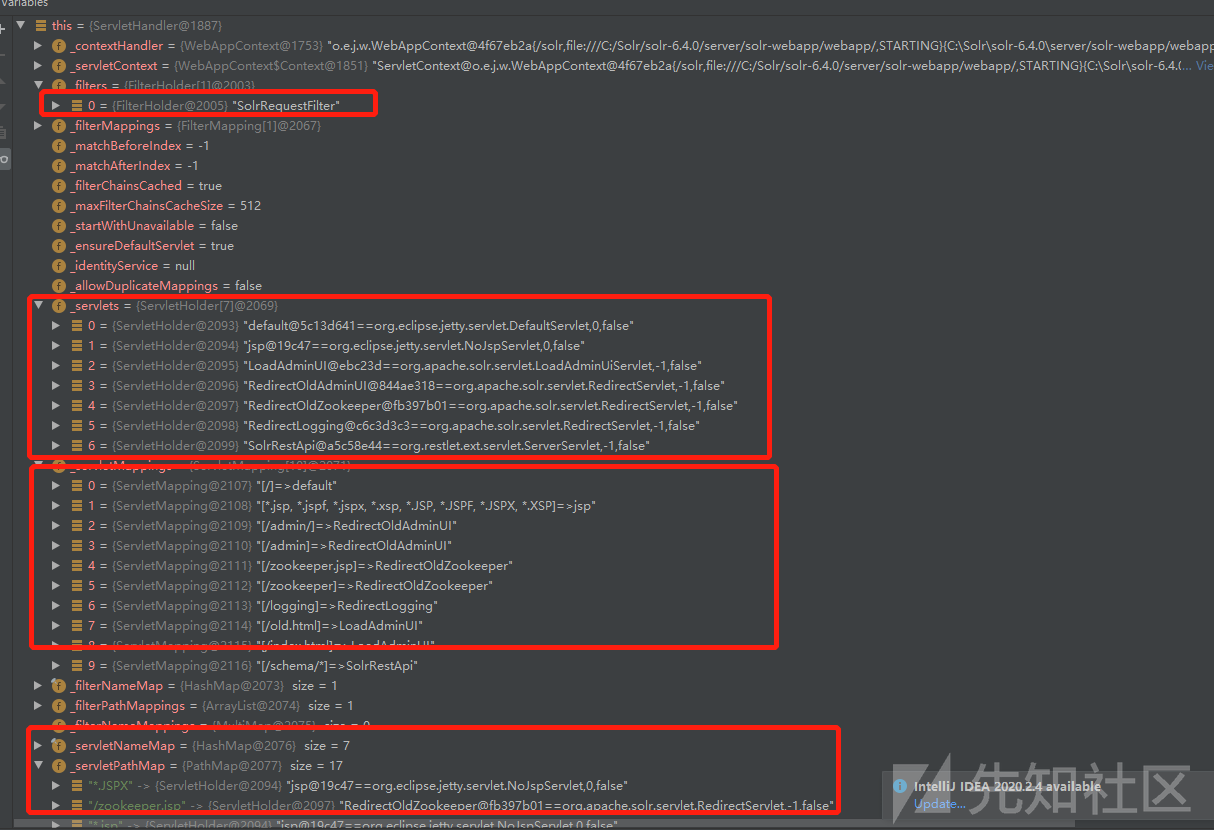 Variables
this = {ServletHandler@1887}
_contextHandler = {WebAppContext@1753} "o.e.j.w.WebAppContext@4f67eb2a{/solr,file:///C:/Solr/solr-6.4.0/server/solr-webapp/webapp/,STARTING}{C:\Solr\solr-6.4.0\server/solr-webapp/webapp
_servletContext = {WebAppContext$Context@1851} "ServletContext@o.e.j.w.WebAppContext@4f67eb2a{/solr,file:///C:/Solr/solr-6.4.0/server/solr-webapp/webapp/,STARTING}{C:\Solr\solr-6.4.0... Vie
_filters = {FilterHolder[1]@2003}
0 = {FilterHolder@2005} "SolrRequestFilter"
_filterMappings = {FilterMapping[1]@2067}
_matchBeforeIndex = -1
_matchAfterIndex = -1
_filterChainsCached = true
_maxFilterChainsCacheSize = 512
_startWithUnavailable = false
_ensureDefaultServlet = true
_identityService = null
_allowDuplicateMappings = false
_servlets = {ServletHolder[7]@2069}
0 = {ServletHolder@2093} "default@5c13d641==org.eclipse.jetty.servlet.DefaultServlet,0,false"
1 = {ServletHolder@2094} "jsp@19c47==org.eclipse.jetty.servlet.NoJspServlet,0,false"
2 = {ServletHolder@2095} "LoadAdminUI@ebc23d==org.apache.solr.servlet.LoadAdminUiServlet,-1,false"
3 = {ServletHolder@2096} "RedirectOldAdminUI@844ae318==org.apache.solr.servlet.RedirectServlet,-1,false"
4 = {ServletHolder@2097} "RedirectOldZookeeper@fb397b01==org.apache.solr.servlet.RedirectServlet,-1,false"
5 = {ServletHolder@2098} "RedirectLogging@c6c3d3c3==org.apache.solr.servlet.RedirectServlet,-1,false"
6 = {ServletHolder@2099} "SolrRestApi@a5c58e44==org.restlet.ext.servlet.ServerServlet,-1,false"
_servletMappings = {ServletMapping[10]@2071}
0 = {ServletMapping@2107} "[/]=>default"
1 = {ServletMapping@2108} "[*.jsp, *.jspf, *.jspx, *.xsp, *.JSP, *.JSPF, *.JSPX, *.XSP]=>jsp"
2 = {ServletMapping@2109} "[/admin/]=>RedirectOldAdminUI"
3 = {ServletMapping@2110} "[/admin]=>RedirectOldAdminUI"
4 = {ServletMapping@2111} "[/zookeeper.jsp]=>RedirectOldZookeeper"
5 = {ServletMapping@2112} "[/zookeeper]=>RedirectOldZookeeper"
6 = {ServletMapping@2113} "[/logging]=>RedirectLogging"
7 = {ServletMapping@2114} "[/old.html]=>LoadAdminUI"
8 = {ServletMapping@2115} "[/index.html]=>LoadAdminUI"
9 = {ServletMapping@2116} "[/schema/*]=>SolrRestApi"
_filterNameMap = {HashMap@2073} size = 1
_filterPathMappings = {ArrayList@2074} size = 1
_filterNameMappings = {MultiMap@2075} size = 0
_servletNameMap = {HashMap@2076} size = 7
_servletPathMap = {PathMap@2077} size = 17
"*.JSPX" -> {ServletHolder@2094} "jsp@19c47==org.eclipse.jetty.servlet.NoJspServlet,0,false"
"/zookeeper.jsp" -> {ServletHolder@2097} "RedirectOldZookeeper@fb397b01==org.apache.solr.servlet.RedirectServlet,-1,false"
"*.jsp" -> {ServletHolder@2094} "jsp@19c47==org.eclipse.jetty.servlet.NoJspServlet,0,false"
IntelliJ IDEA 2020.2.4 available
Update...
先知社区